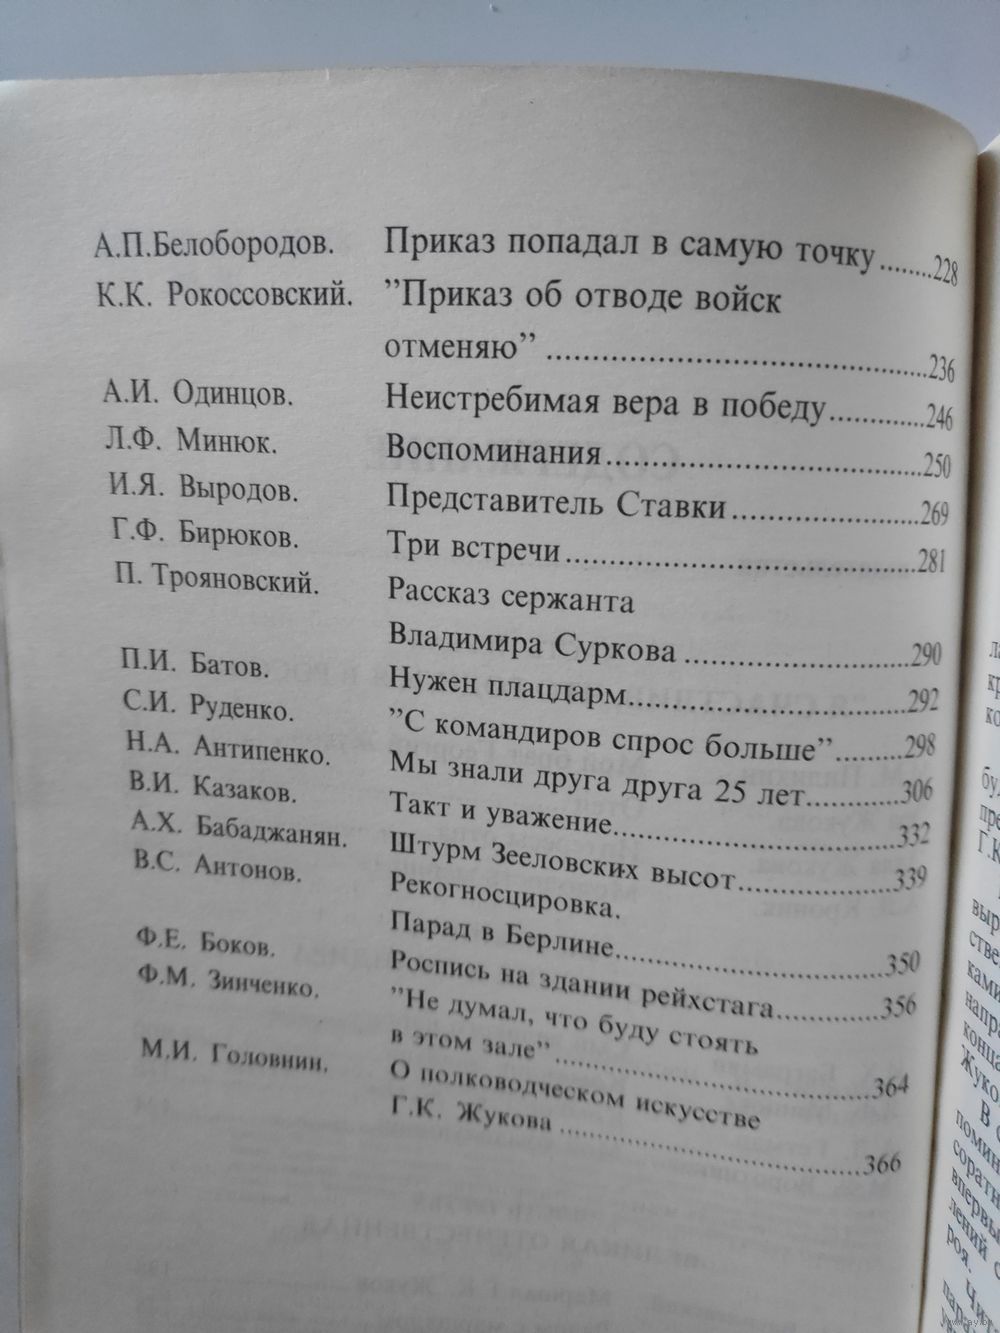 А.П.Белобородов. Приказ попадал в самую точку........228
К.К. Рокоссовский. ”Приказ об отводе войск
отменяю” ........................................236
А.И. Одинцов. Неистребимая вера в победу..........246
Л.Ф. Минюк. Воспоминания..................................250
И.Я. Выродов. Представитель Ставки....................269
Г.Ф. Бирюков. Три встречи......................................281
П. Трояновский. Рассказ сержанта
Владимира Суркова ........................290
П.И. Батов. Нужен плацдарм..............................292
С.И. Руденко. ”С командиров спрос больше”........298
Н.А. Антипенко. Мы знали друга друга 25 лет.............306
В.И. Казаков. Такт и уважение................................332
А.Х. Бабаджанян. Штурм Зееловских высот..................339
В.С. Антонов. Рекогносцировка.
Парад в Берлине..............................350
Ф.Е. Боков. Роспись на здании рейхстага............356
Ф.М. Зинченко. ”Не думал, что буду стоять
в этом зале”....................................364
М.И. Головнин. О полководческом искусстве
Г.К. Жукова ....................................366